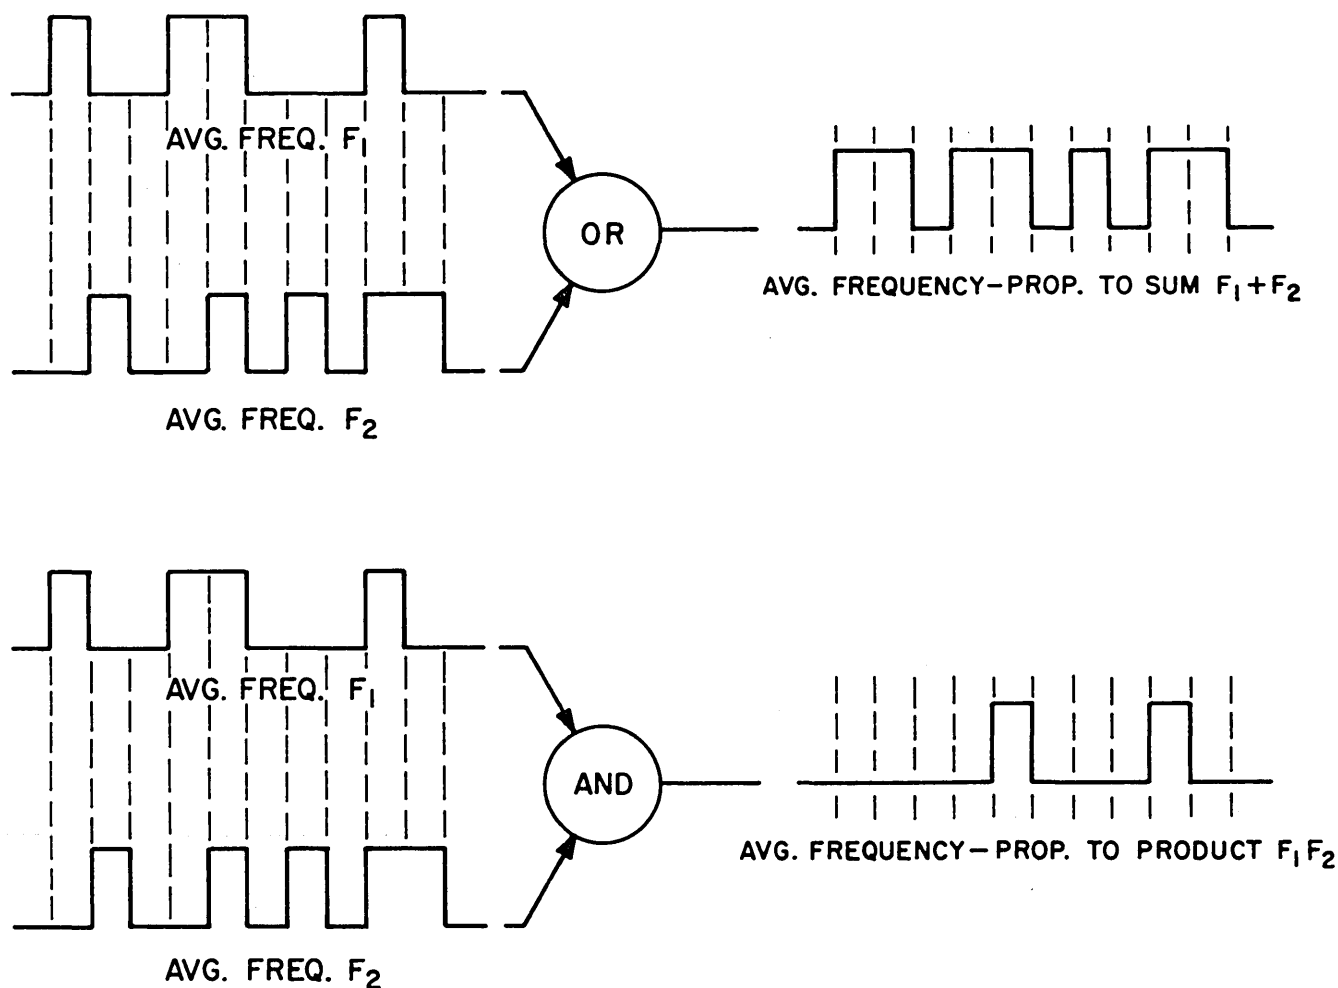 AVG. FREQ. F₁
OR
AVG. FREQUENCY—PROP. TO SUM F₁+F₂
AVG. FREQ. F₂
AVG. FREQ. F₁
AND
AVG. FREQUENCY—PROP. TO PRODUCT F₁F₂
AVG. FREQ. F₂